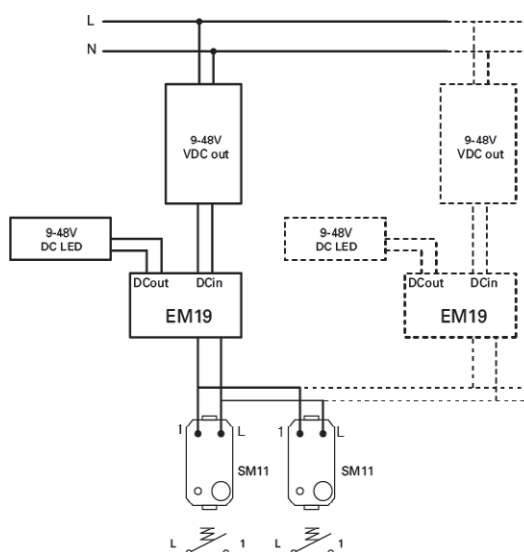 L
N
9-48V
VDC out
9-48V
VDC out
9-48V
DC LED
9-48V
DC LED
DCout DCin
EM19
DCout DCin
EM19
1 L
SM11
1 L
SM11
L 1
L 1